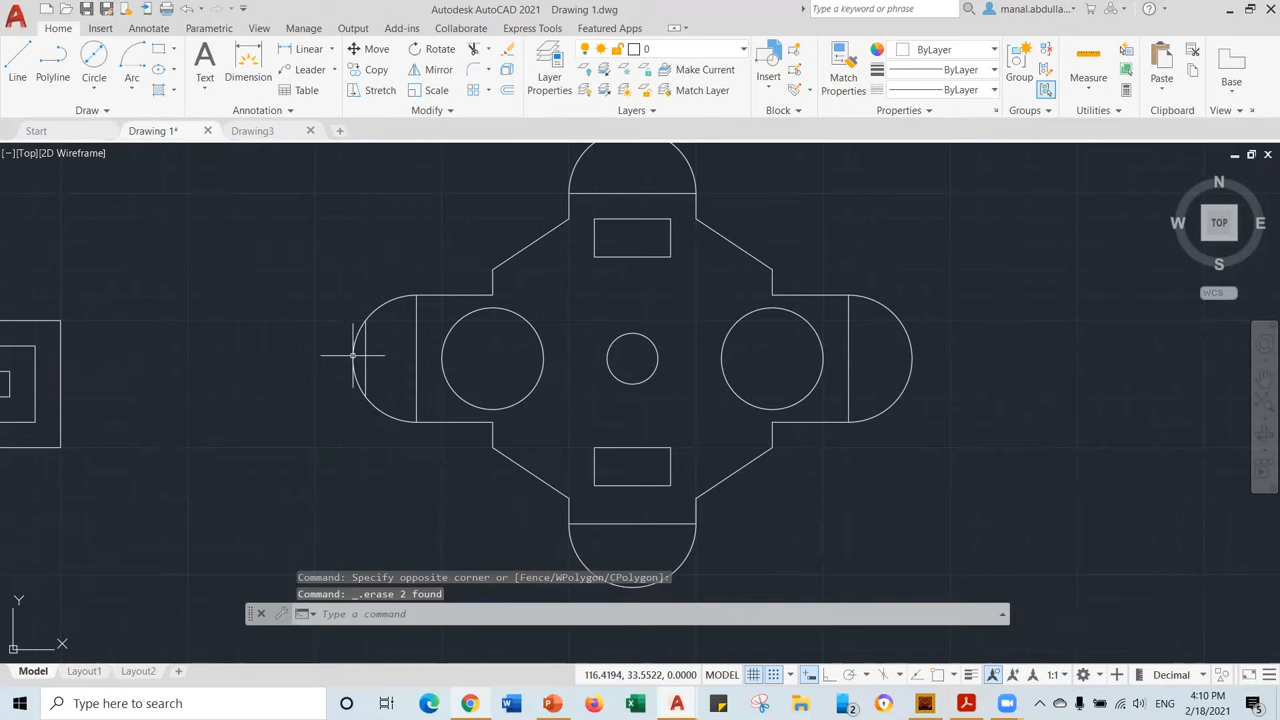 Autodesk AutoCAD 2021 Drawing 1.dwg
Type a keyword or phrase
manal.abdulla...
Home Insert Annotate Parametric View Manage Output Add-ins Collaborate Express Tools Featured Apps
Line Polyline Circle Arc
Draw
Text Dimension
Linear
Leader
Table
Annotation
Move Rotate
Copy Mirror
Stretch Scale
Modify
Layer Properties
0
Make Current
Match Layer
Layers
Insert
Block
Match Properties
ByLayer
ByLayer
ByLayer
Properties
Group
Groups
Measure
Utilities
Paste
Clipboard
Base
View
Start Drawing 1* Drawing3
[−][Top][2D Wireframe]
N
W TOP E
S
WCS
Command: Specify opposite corner or [Fence/WPolygon/CPolygon]:
Command: _.erase 2 found
Type a command
Y
X
Model Layout1 Layout2
116.4194, 33.5522, 0.0000 MODEL 1:1 Decimal
Type here to search
2
ENG
4:10 PM
2/18/2021
5